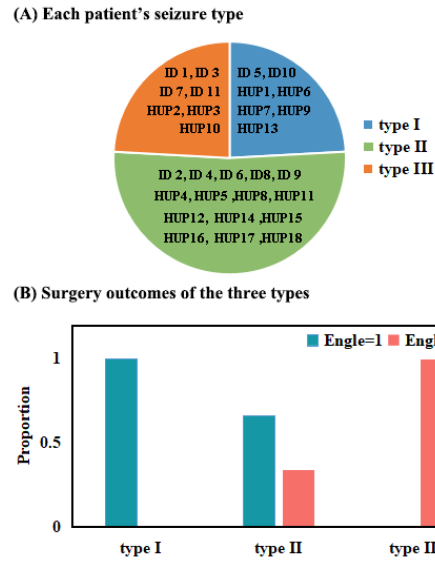 (A) Each patient's seizure type
ID 1, ID 3
ID 7, ID 11
HUP2, HUP3
HUP10
ID 5, ID10
HUP1, HUP6
HUP7, HUP9
HUP13
ID 2, ID 4, ID 6, ID8, ID 9
HUP4, HUP5 ,HUP8, HUP11
HUP12, HUP14 ,HUP15
HUP16, HUP17 ,HUP18
type I
type II
type III
(B) Surgery outcomes of the three types
Engle=1
Engl
Proportion
1
0.5
0
type I
type II
type II